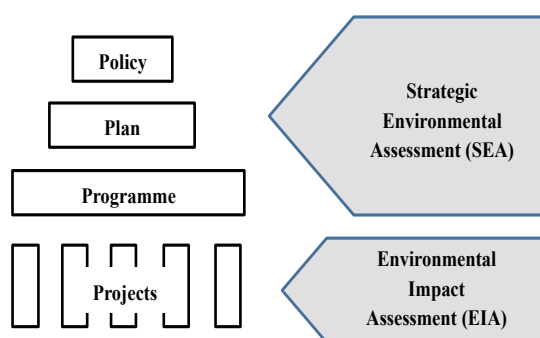 Policy
Plan
Programme
Projects
Strategic
Environmental
Assessment (SEA)
Environmental
Impact
Assessment (EIA)